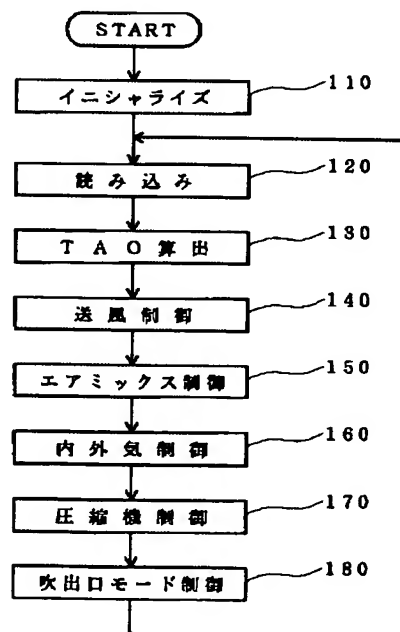 START
イニシャライズ 110
読み込み 120
TAO算出 130
送風制御 140
エアミックス制御 150
内外気制御 160
圧縮機制御 170
吹出口モード制御 180